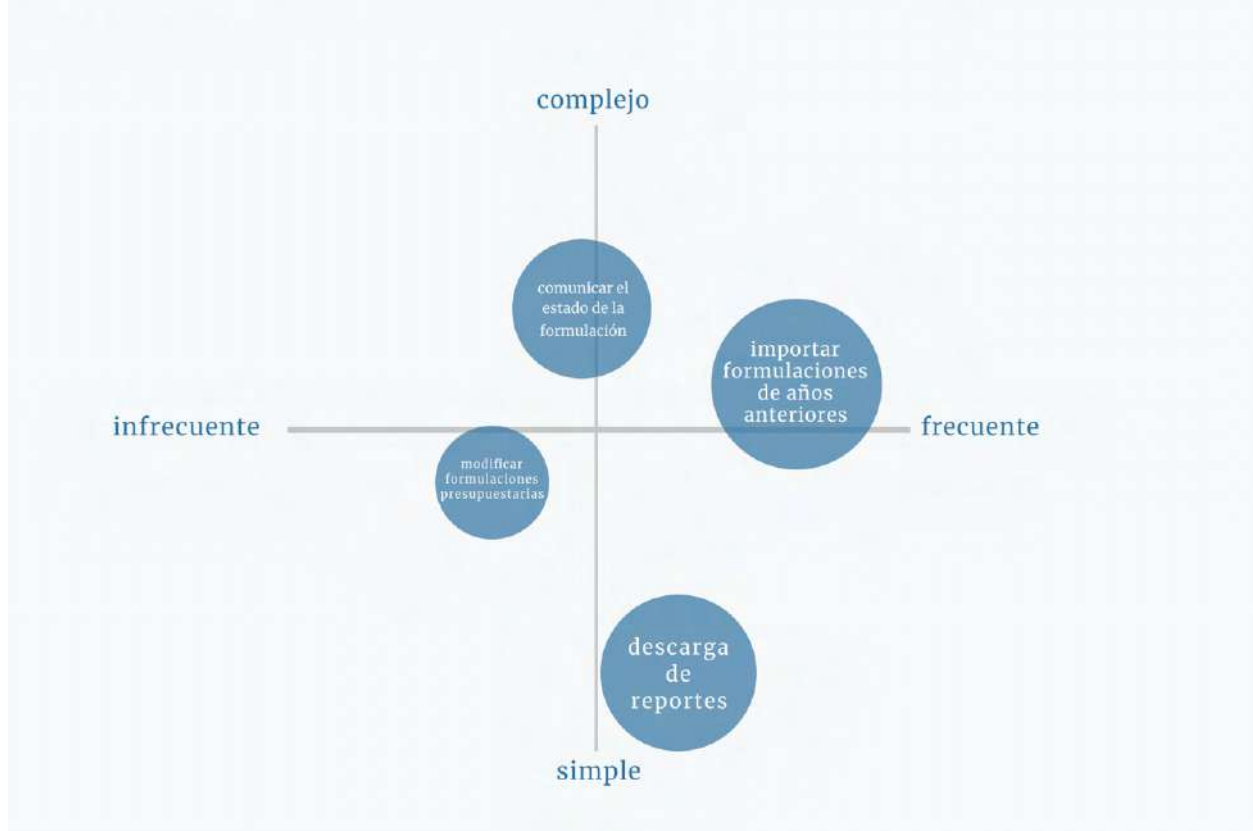 complejo
comunicar el
estado de la
formulación
importar
formulaciones
de años
anteriores
infrecuente
frecuente
modificar
formulaciones
presupuestarias
descarga
de
reportes
simple